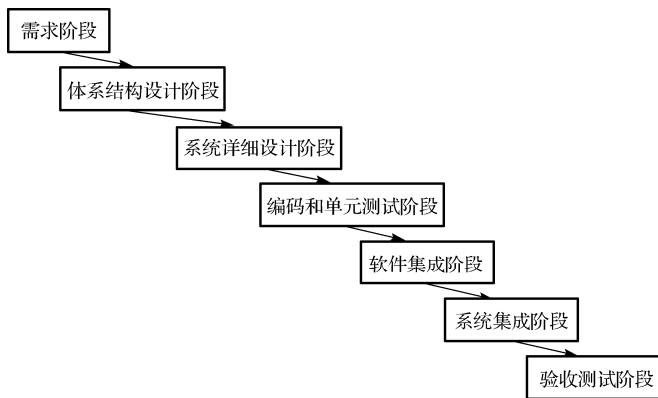 需求阶段
体系结构设计阶段
系统详细设计阶段
编码和单元测试阶段
软件集成阶段
系统集成阶段
验收测试阶段